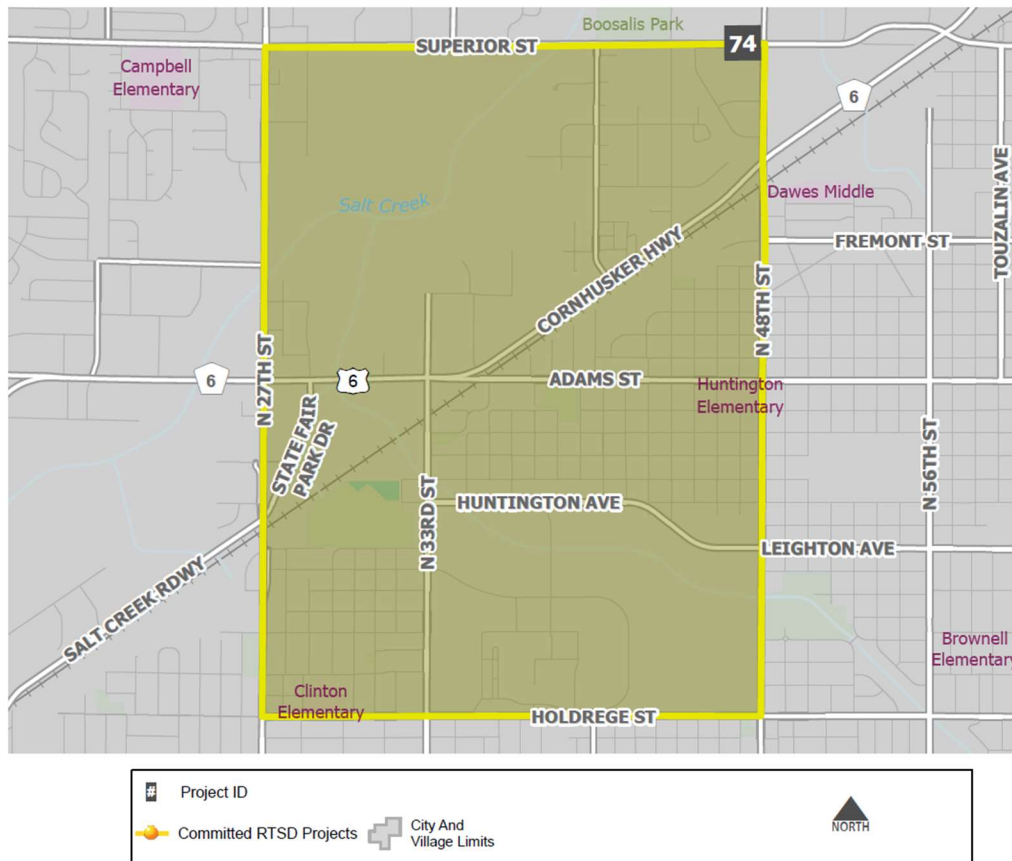 Boosalis Park
SUPERIOR ST
74
Campbell
Elementary
6
Salt Creek
Dawes Middle
FREMONT ST
TOUZALIN AVE
CORNHUSKER HWY
N 48TH ST
N 27TH ST
6
6
ADAMS ST
Huntington
Elementary
STATE FAIR
PARK DR
N 56TH ST
HUNTINGTON AVE
N 33RD ST
LEIGHTON AVE
SALT CREEK RDWY
Brownell
Elementary
Clinton
Elementary
HOLDREGE ST
# Project ID
Committed RTSD Projects
City And
Village Limits
NORTH